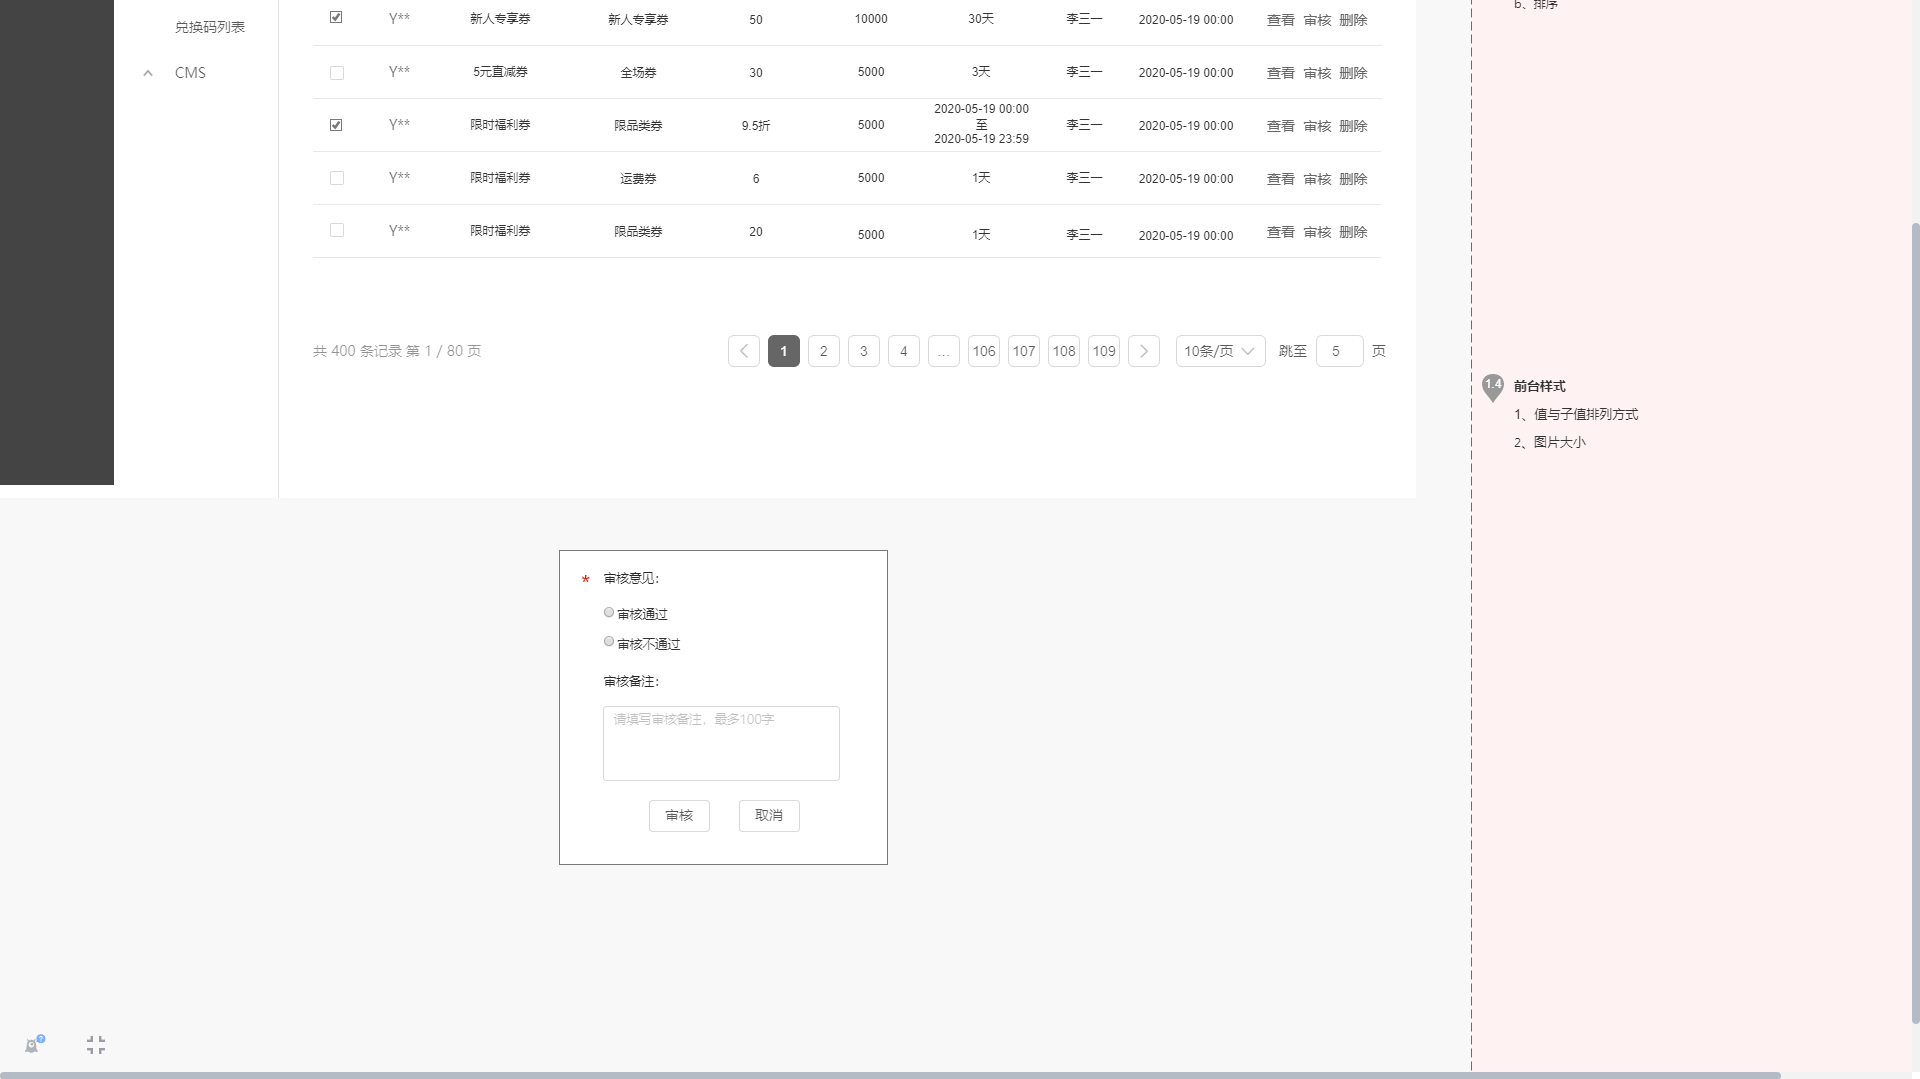 b、排序
兑换码列表
CMS
Y** 新人专享券 新人专享券 50 10000 30天 李三一 2020-05-19 00:00 查看 审核 删除
Y** 5元直减券 全场券 30 5000 3天 李三一 2020-05-19 00:00 查看 审核 删除
Y** 限时福利券 限品类券 9.5折 5000 2020-05-19 00:00 至 2020-05-19 23:59 李三一 2020-05-19 00:00 查看 审核 删除
Y** 限时福利券 运费券 6 5000 1天 李三一 2020-05-19 00:00 查看 审核 删除
Y** 限时福利券 限品类券 20 5000 1天 李三一 2020-05-19 00:00 查看 审核 删除
共 400 条记录 第 1 / 80 页 1 2 3 4 ... 106 107 108 109 10条/页 跳至 5 页
1.4 前台样式
1、值与子值排列方式
2、图片大小
* 审核意见：
审核通过
审核不通过
审核备注：
请填写审核备注，最多100字
审核 取消
?